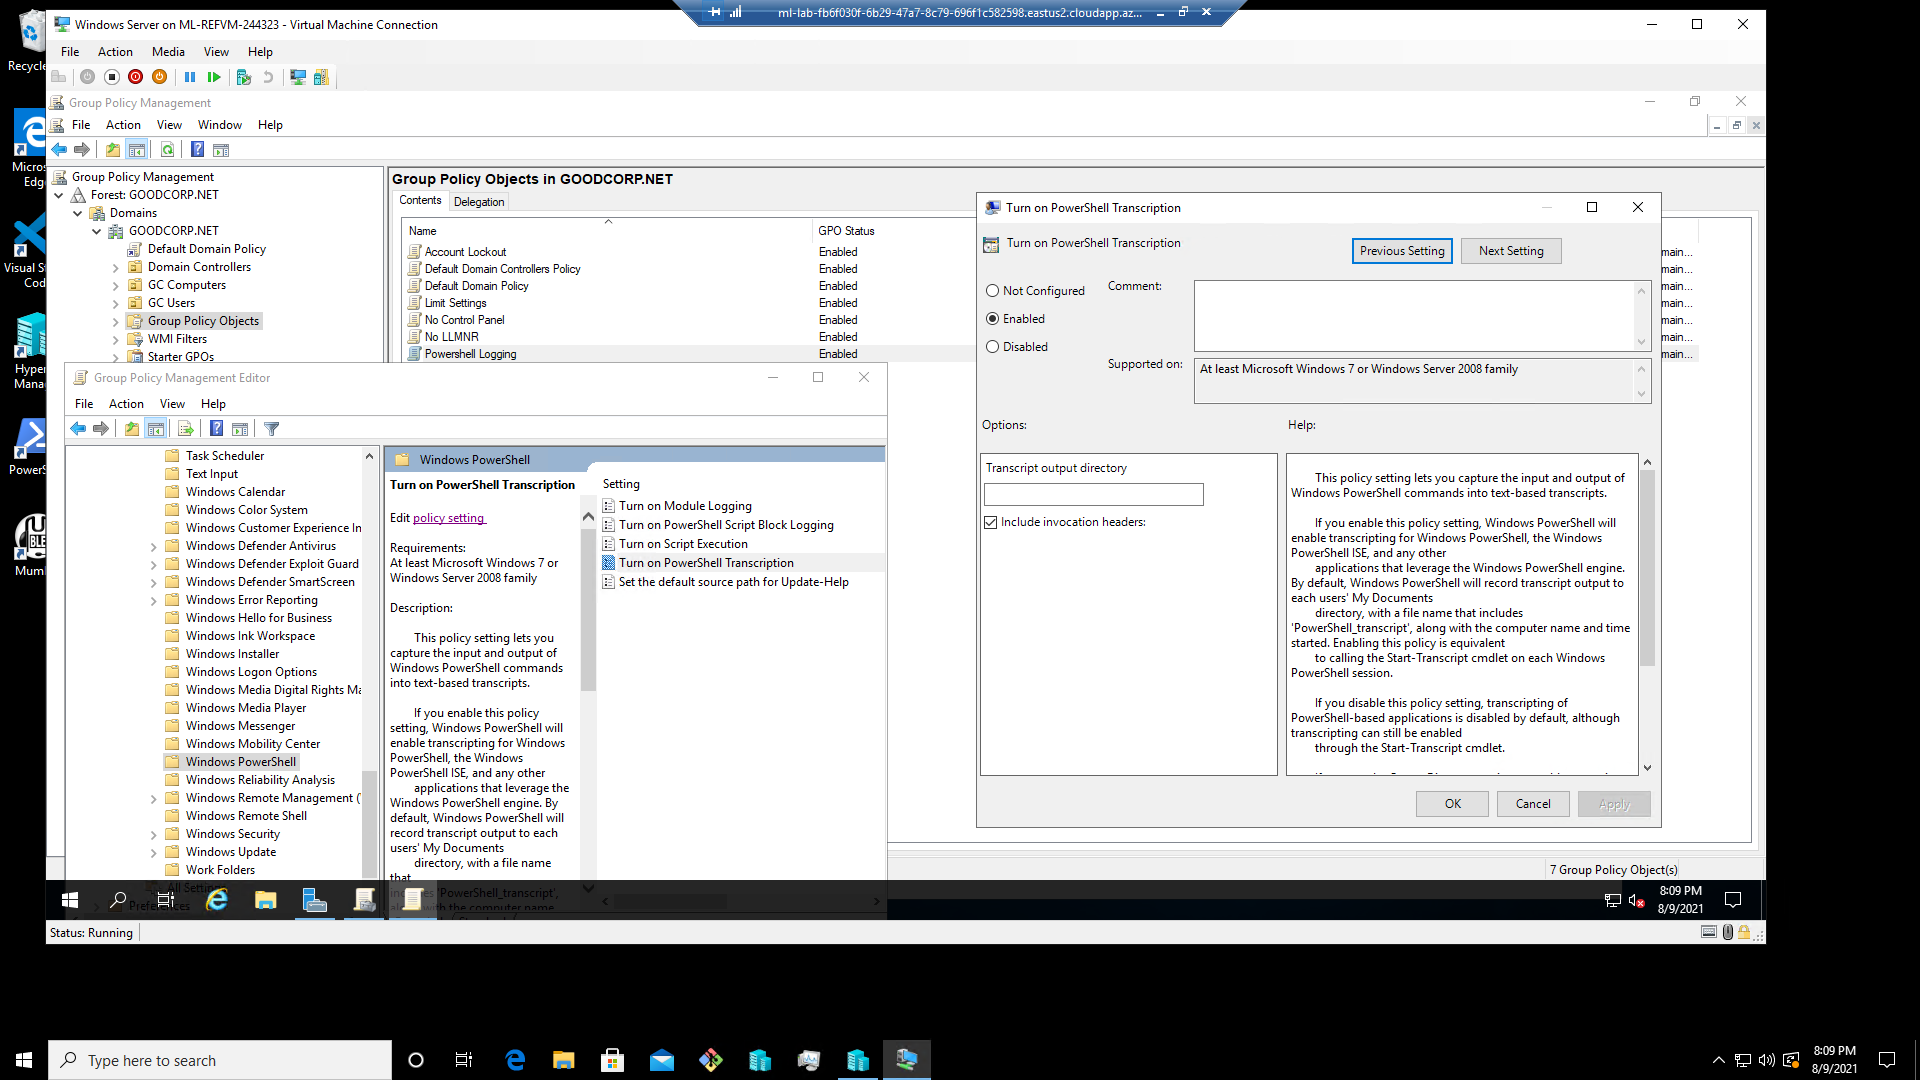 Recycle
Micros
Edg
Visual St
Cod
Hyper
Mana
PowerS
Muml
Windows Server on ML-REFVM-244323 - Virtual Machine Connection
ml-lab-fb6f030f-6b29-47a7-8c79-696f1c582598.eastus2.cloudapp.az...
File Action Media View Help
Group Policy Management
File Action View Window Help
Group Policy Management
Forest: GOODCORP.NET
Domains
GOODCORP.NET
Default Domain Policy
Domain Controllers
GC Computers
GC Users
Group Policy Objects
WMI Filters
Starter GPOs
Group Policy Objects in GOODCORP.NET
Contents Delegation
Name GPO Status
Account Lockout Enabled main...
Default Domain Controllers Policy Enabled main...
Default Domain Policy Enabled main...
Limit Settings Enabled main...
No Control Panel Enabled main...
No LLMNR Enabled main...
Powershell Logging Enabled main...
7 Group Policy Object(s)
Group Policy Management Editor
File Action View Help
Task Scheduler
Text Input
Windows Calendar
Windows Color System
Windows Customer Experience In
Windows Defender Antivirus
Windows Defender Exploit Guard
Windows Defender SmartScreen
Windows Error Reporting
Windows Hello for Business
Windows Ink Workspace
Windows Installer
Windows Logon Options
Windows Media Digital Rights Ma
Windows Media Player
Windows Messenger
Windows Mobility Center
Windows PowerShell
Windows Reliability Analysis
Windows Remote Management (
Windows Remote Shell
Windows Security
Windows Update
Work Folders
All Settings
Preferences
Windows PowerShell
Turn on PowerShell Transcription
Edit policy setting
Requirements:
At least Microsoft Windows 7 or
Windows Server 2008 family
Description:
This policy setting lets you
capture the input and output of
Windows PowerShell commands
into text-based transcripts.
If you enable this policy
setting, Windows PowerShell will
enable transcripting for Windows
PowerShell, the Windows
PowerShell ISE, and any other
applications that leverage the
Windows PowerShell engine. By
default, Windows PowerShell will
record transcript output to each
users' My Documents
directory, with a file name
that
includes 'PowerShell_transcript',
along with the computer name
Setting
Turn on Module Logging
Turn on PowerShell Script Block Logging
Turn on Script Execution
Turn on PowerShell Transcription
Set the default source path for Update-Help
Turn on PowerShell Transcription
Turn on PowerShell Transcription
Previous Setting Next Setting
Not Configured
Enabled
Disabled
Comment:
Supported on:
At least Microsoft Windows 7 or Windows Server 2008 family
Options:
Help:
Transcript output directory
Include invocation headers:
This policy setting lets you capture the input and output of
Windows PowerShell commands into text-based transcripts.
If you enable this policy setting, Windows PowerShell will
enable transcribing for Windows PowerShell, the Windows
PowerShell ISE, and any other
applications that leverage the Windows PowerShell engine.
By default, Windows PowerShell will record transcript output to
each users' My Documents
directory, with a file name that includes
'PowerShell_transcript', along with the computer name and time
started. Enabling this policy is equivalent
to calling the Start-Transcript cmdlet on each Windows
PowerShell session.
If you disable this policy setting, transcribing of
PowerShell-based applications is disabled by default, although
transcripting can still be enabled
through the Start-Transcript cmdlet.
OK Cancel Apply
8:09 PM
8/9/2021
Status: Running
Type here to search
8:09 PM
8/9/2021